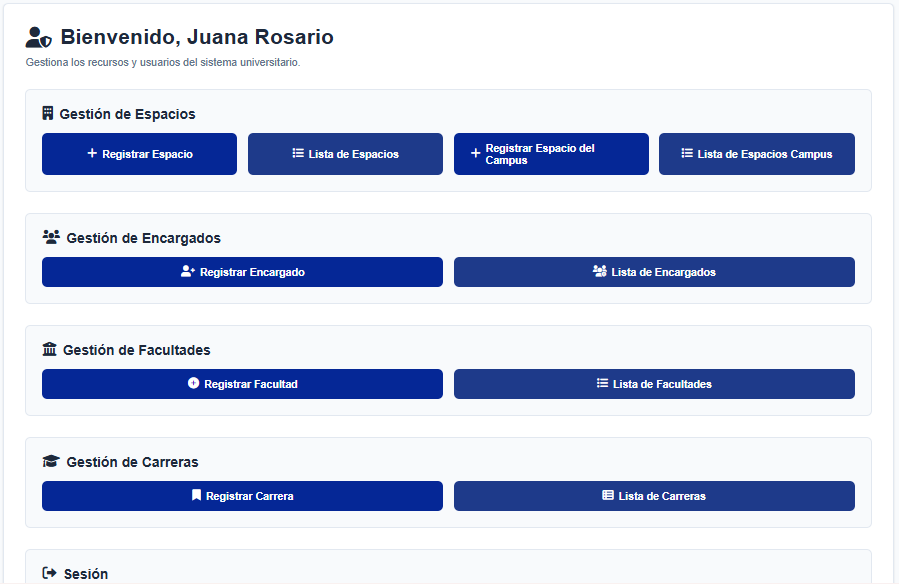 Bienvenido, Juana Rosario
Gestiona los recursos y usuarios del sistema universitario.
Gestión de Espacios
Registrar Espacio
Lista de Espacios
Registrar Espacio del
Campus
Lista de Espacios Campus
Gestión de Encargados
Registrar Encargado
Lista de Encargados
Gestión de Facultades
Registrar Facultad
Lista de Facultades
Gestión de Carreras
Registrar Carrera
Lista de Carreras
Sesión